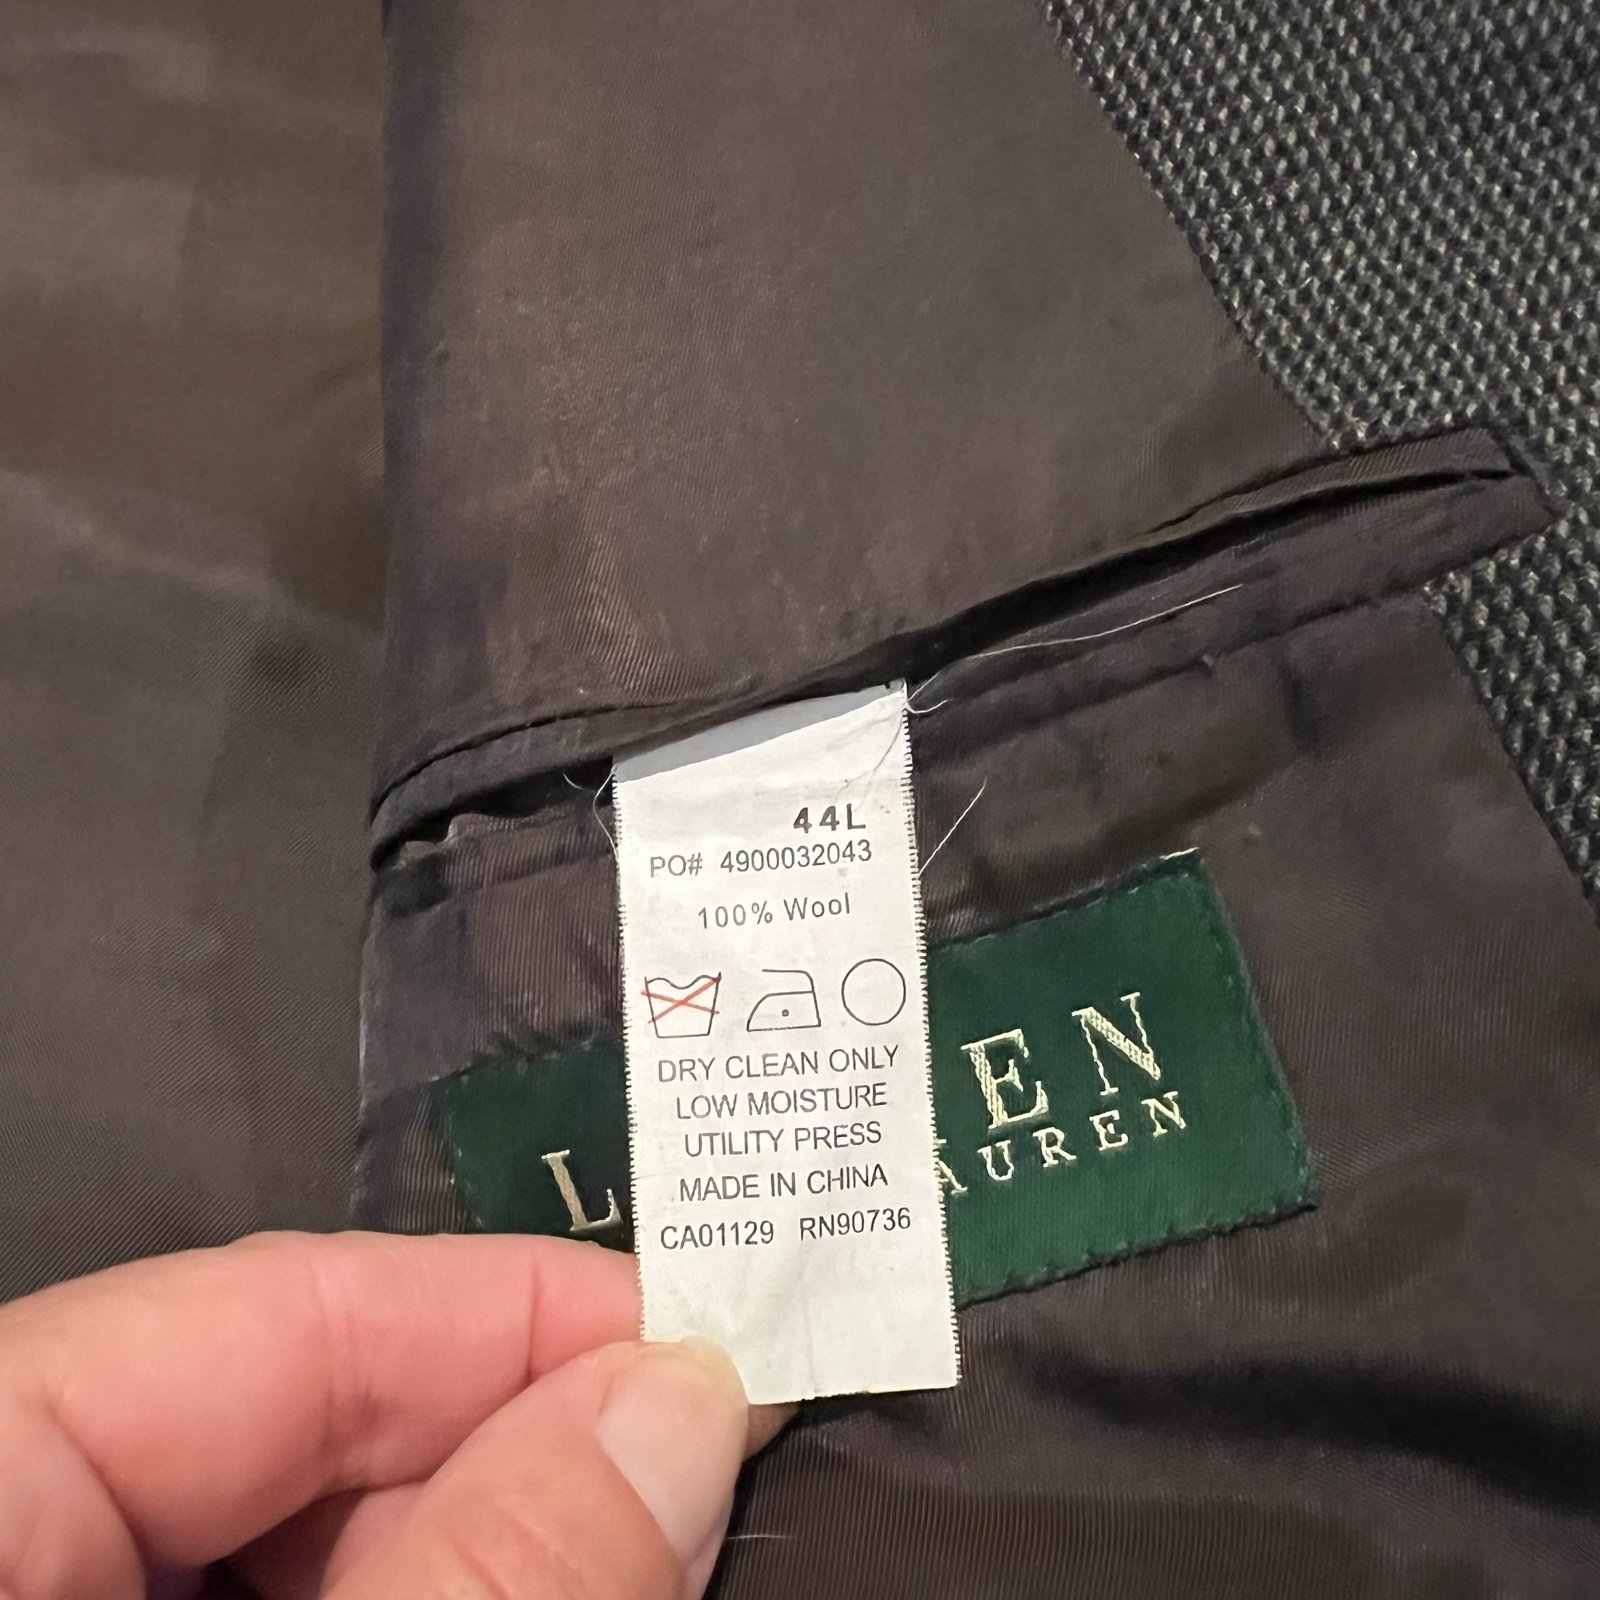 44L
PO# 4900032043
100% Wool
DRY CLEAN ONLY
LOW MOISTURE
UTILITY PRESS
MADE IN CHINA
CA01129 RN90736
L EN
AUREN